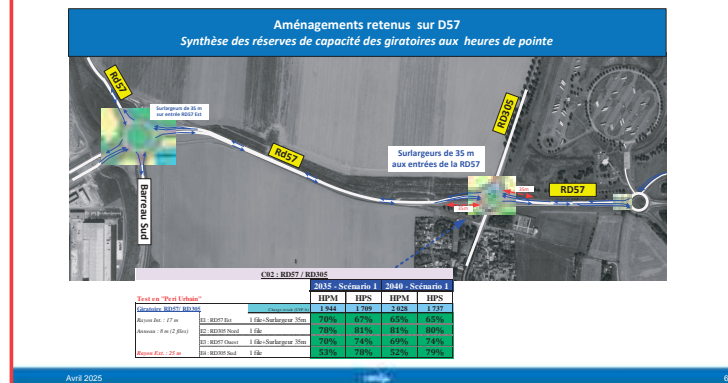 Aménagements retenus sur D57
Synthèse des réserves de capacité des giratoires aux heures de pointe
Rd57
Surlargeurs de 35 m
sur entrée RD57 Est
Rd57
Barreau Sud
RD305
Surlargeurs de 35 m
aux entrées de la RD57
35m
35m
RD57
C02 : RD57 / RD305
2035 - Scénario 1 2040 - Scénario 1
Test en "Peri Urbain" HPM HPS HPM HPS
Giratoire RD57/ RD305 1 944 1 709 2 028 1 737
Rayon Int. : 17 m E1 : RD57 Est 1 file+Surlargeur 35m 70% 67% 65% 65%
Anneau : 8 m (2 files) E2 : RD305 Nord 1 file 78% 81% 81% 80%
E3 : RD57 Ouest 1 file+Surlargeur 35m 70% 74% 69% 74%
Rayon Ext. : 25 m E4 : RD305 Sud 1 file 53% 78% 52% 79%
Avril 2025 6